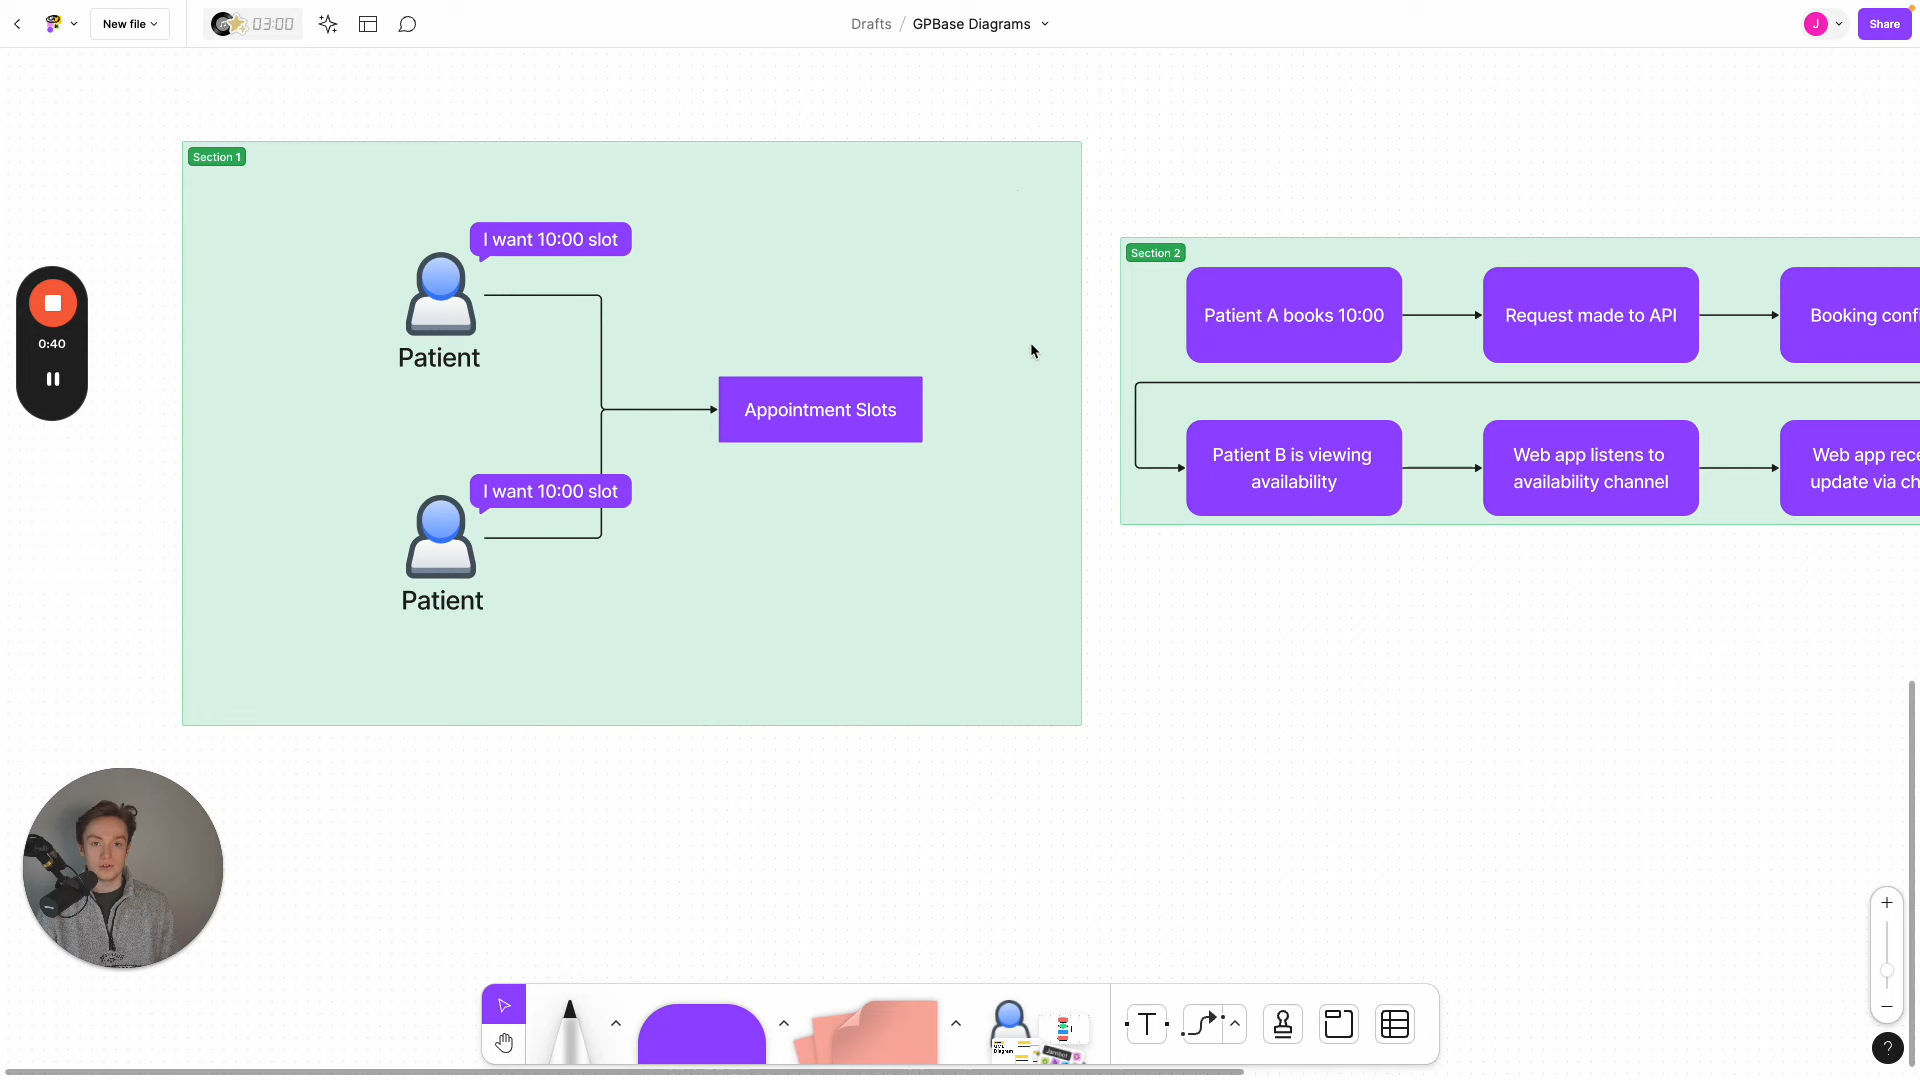 New file
03:00
Drafts / GPBase Diagrams
J
Share
Section 1
I want 10:00 slot
Patient
Appointment Slots
I want 10:00 slot
Patient
0:40
Section 2
Patient A books 10:00
Request made to API
Booking confi
Patient B is viewing
availability
Web app listens to
availability channel
Web app rece
update via ch
T
?